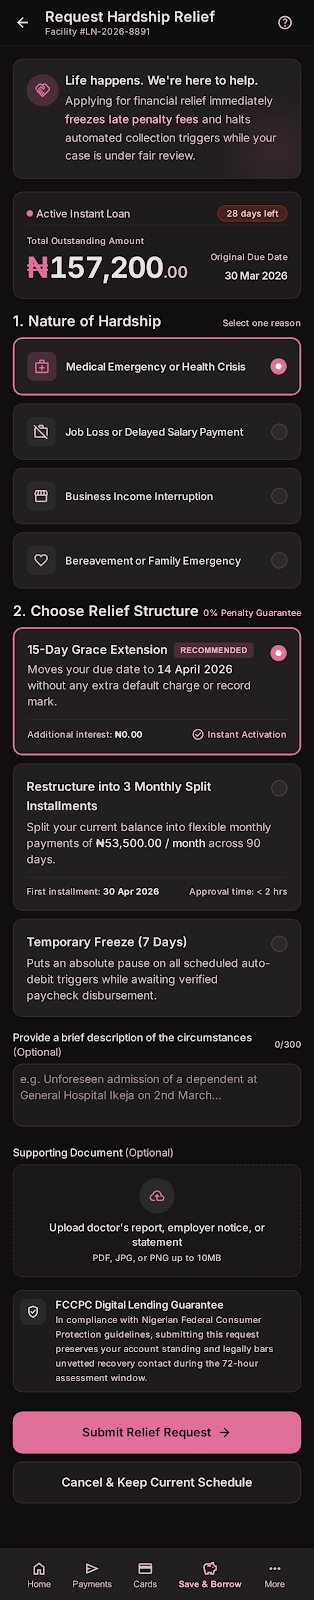 Request Hardship Relief
Facility #LN-2026-8891
Life happens. We're here to help.
Applying for financial relief immediately
freezes late penalty fees and halts
automated collection triggers while your
case is under fair review.
Active Instant Loan
28 days left
Total Outstanding Amount
₦157,200.00
Original Due Date
30 Mar 2026
1. Nature of Hardship
Select one reason
Medical Emergency or Health Crisis
Job Loss or Delayed Salary Payment
Business Income Interruption
Bereavement or Family Emergency
2. Choose Relief Structure
0% Penalty Guarantee
15-Day Grace Extension
RECOMMENDED
Moves your due date to 14 April 2026
without any extra default charge or record
mark.
Additional interest: ₦0.00
Instant Activation
Restructure into 3 Monthly Split
Installments
Split your current balance into flexible monthly
payments of ₦53,500.00 / month across 90
days.
First installment: 30 Apr 2026
Approval time: < 2 hrs
Temporary Freeze (7 Days)
Puts an absolute pause on all scheduled auto-
debit triggers while awaiting verified
paycheck disbursement.
Provide a brief description of the circumstances
(Optional)
0/300
e.g. Unforeseen admission of a dependent at
General Hospital Ikeja on 2nd March...
Supporting Document (Optional)
Upload doctor's report, employer notice, or
statement
PDF, JPG, or PNG up to 10MB
FCCPC Digital Lending Guarantee
In compliance with Nigerian Federal Consumer
Protection guidelines, submitting this request
preserves your account standing and legally bars
unvetted recovery contact during the 72-hour
assessment window.
Submit Relief Request →
Cancel & Keep Current Schedule
Home
Payments
Cards
Save & Borrow
More